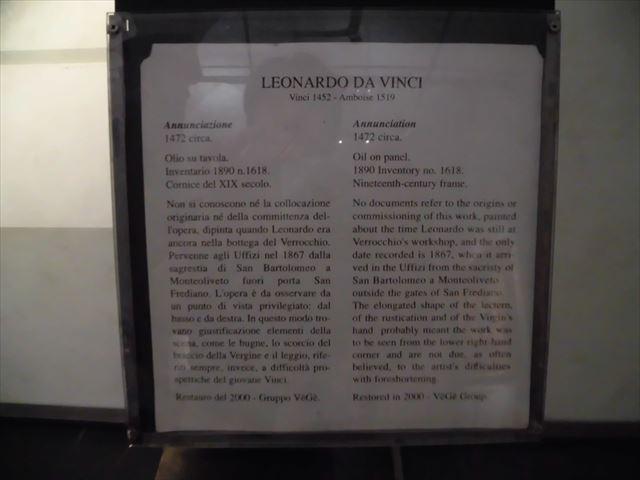 LEONARDO DA VINCI
Vinci 1452 - Amboise 1519
Annunciazione
1472 circa.
Olio su tavola.
Inventario 1890 n.1618.
Cornice del XIX secolo.
Non si conoscono né la collocazione
originaria né della committenza del-
l'opera, dipinta quando Leonardo era
ancora nella bottega del Verrocchio.
Pervenne agli Uffizi nel 1867 dalla
sagrestia di San Bartolomeo a
Monteoliveto fuori porta San
Frediano. L'opera è da osservare da
un punto di vista privilegiato: dal
basso e da destra. In questo modo tro-
vano giustificazione elementi della
scena, come le bugne, lo scorcio del
braccio della Vergine e il leggio, rife-
riti sempre, invece, a difficoltà pro-
spettiche del giovane Vinci.
Restauro del 2000 - Gruppo VéGé.
Annunciation
1472 circa.
Oil on panel.
1890 Inventory no. 1618.
Nineteenth-century frame.
No documents refer to the origins or
commissioning of this work, painted
about the time Leonardo was still at
Verrocchio's workshop, and the only
date recorded is 1867, when it arri-
ved in the Uffizi from the sacristy of
San Bartolomeo a Monteoliveto
outside the gates of San Frediano.
The elongated shape of the lectern,
of the rustication and of the Virgin's
hand probably meant the work was
to be seen from the lower right-hand
corner and are not due, as often
believed, to the artist's difficulties
with foreshortening.
Restored in 2000 - VéGé Group.